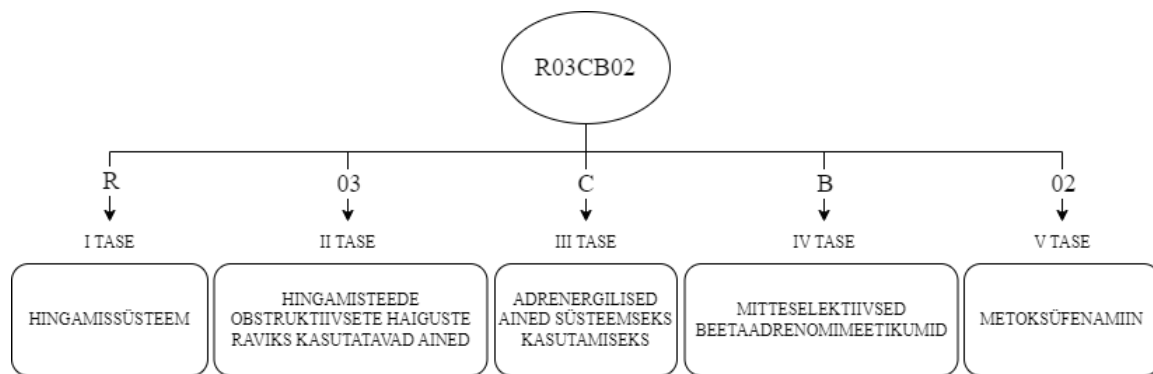 R03CB02
R
03
C
B
02
I TASE
II TASE
III TASE
IV TASE
V TASE
HINGAMISSÜSTEEM
HINGAMISTEEDE
OBSTRUKTIIVSETE HAIGUSTE
RAVIKS KASUTATAVAD AINED
ADRENERGILISED
AINED SÜSTEEMSEKS
KASUTAMISEKS
MITTESELEKTIIVSED
BEETAADRENOMIMEETIKUMID
METOKSÜFENAMIIN